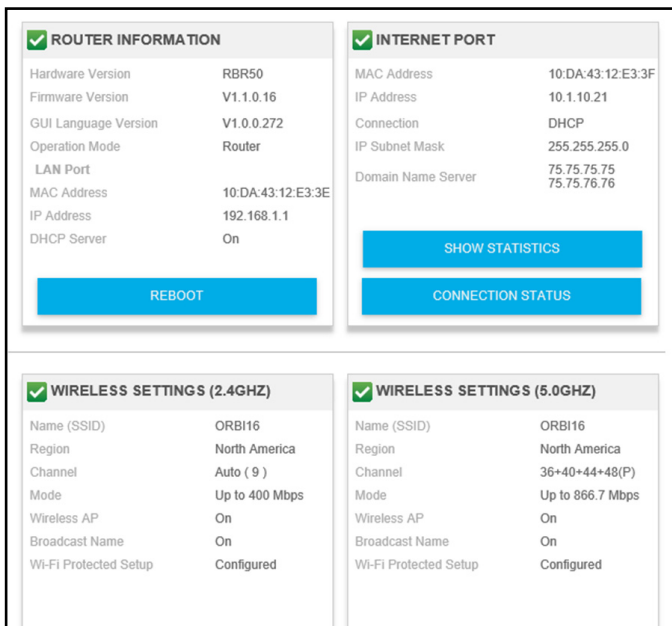 ROUTER INFORMATION
Hardware Version RBR50
Firmware Version V1.1.0.16
GUI Language Version V1.0.0.272
Operation Mode Router
LAN Port
MAC Address 10:DA:43:12:E3:3E
IP Address 192.168.1.1
DHCP Server On
REBOOT
INTERNET PORT
MAC Address 10:DA:43:12:E3:3F
IP Address 10.1.10.21
Connection DHCP
IP Subnet Mask 255.255.255.0
Domain Name Server 75.75.75.75
75.75.76.76
SHOW STATISTICS
CONNECTION STATUS
WIRELESS SETTINGS (2.4GHZ)
Name (SSID) ORBI16
Region North America
Channel Auto ( 9 )
Mode Up to 400 Mbps
Wireless AP On
Broadcast Name On
Wi-Fi Protected Setup Configured
WIRELESS SETTINGS (5.0GHZ)
Name (SSID) ORBI16
Region North America
Channel 36+40+44+48(P)
Mode Up to 866.7 Mbps
Wireless AP On
Broadcast Name On
Wi-Fi Protected Setup Configured